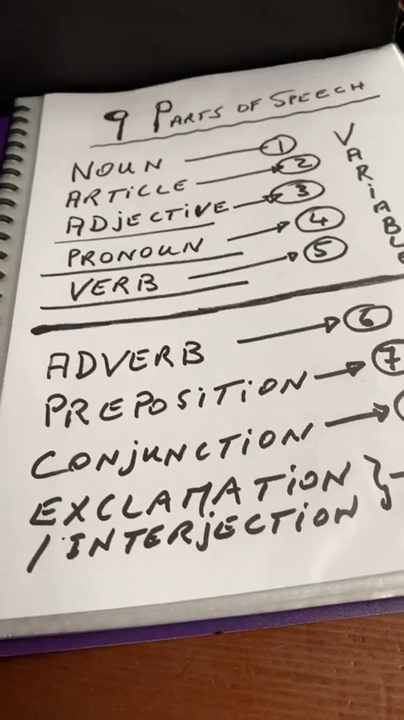 9 PARTS OF SPEECH
NOUN 1
ARTiCLE 2
ADjECTiVE 3
PRONOUN 4
VERB 5
VARiABLE
ADVERB 6
PREPOSiTiON 7
CONjUNCTiON
EXCLAMATiON
/iNTERjECTiON